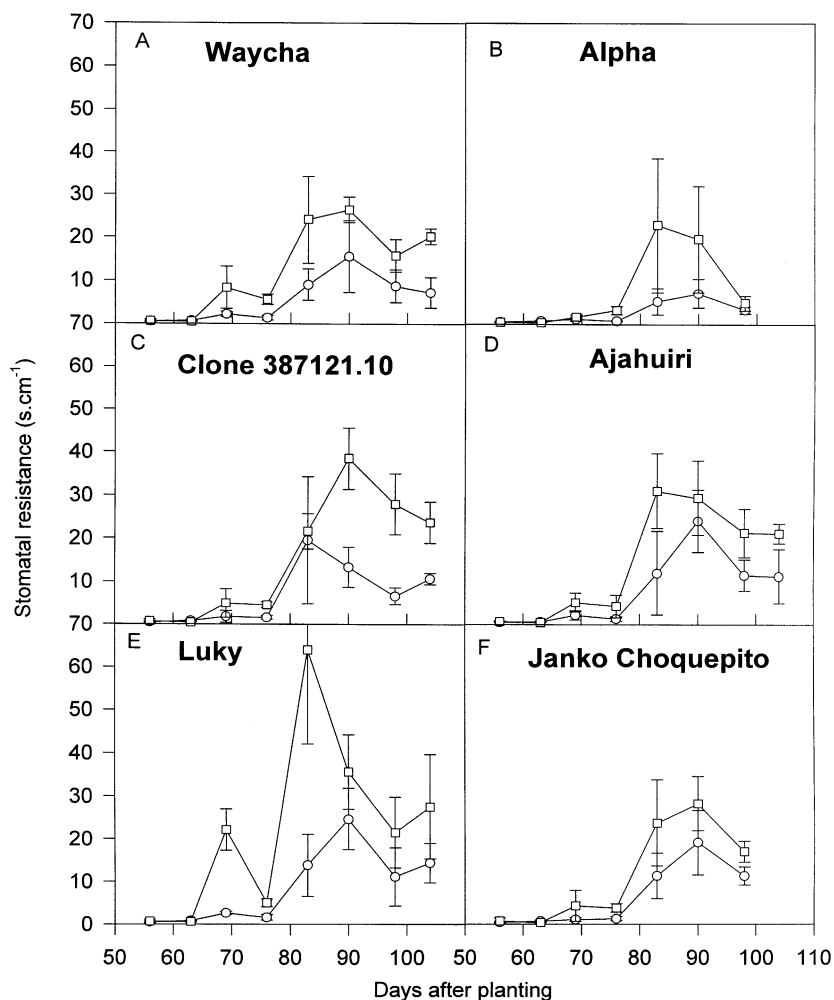 70
60
50
40
30
20
10
70
60
50
40
30
20
10
70
60
50
40
30
20
10
0
Stomatal resistance (s.cm⁻¹)
A
Waycha
B
Alpha
C
Clone 387121.10
D
Ajahuiri
E
Luky
F
Janko Choquepito
50 60 70 80 90 100 50 60 70 80 90 100 110
Days after planting